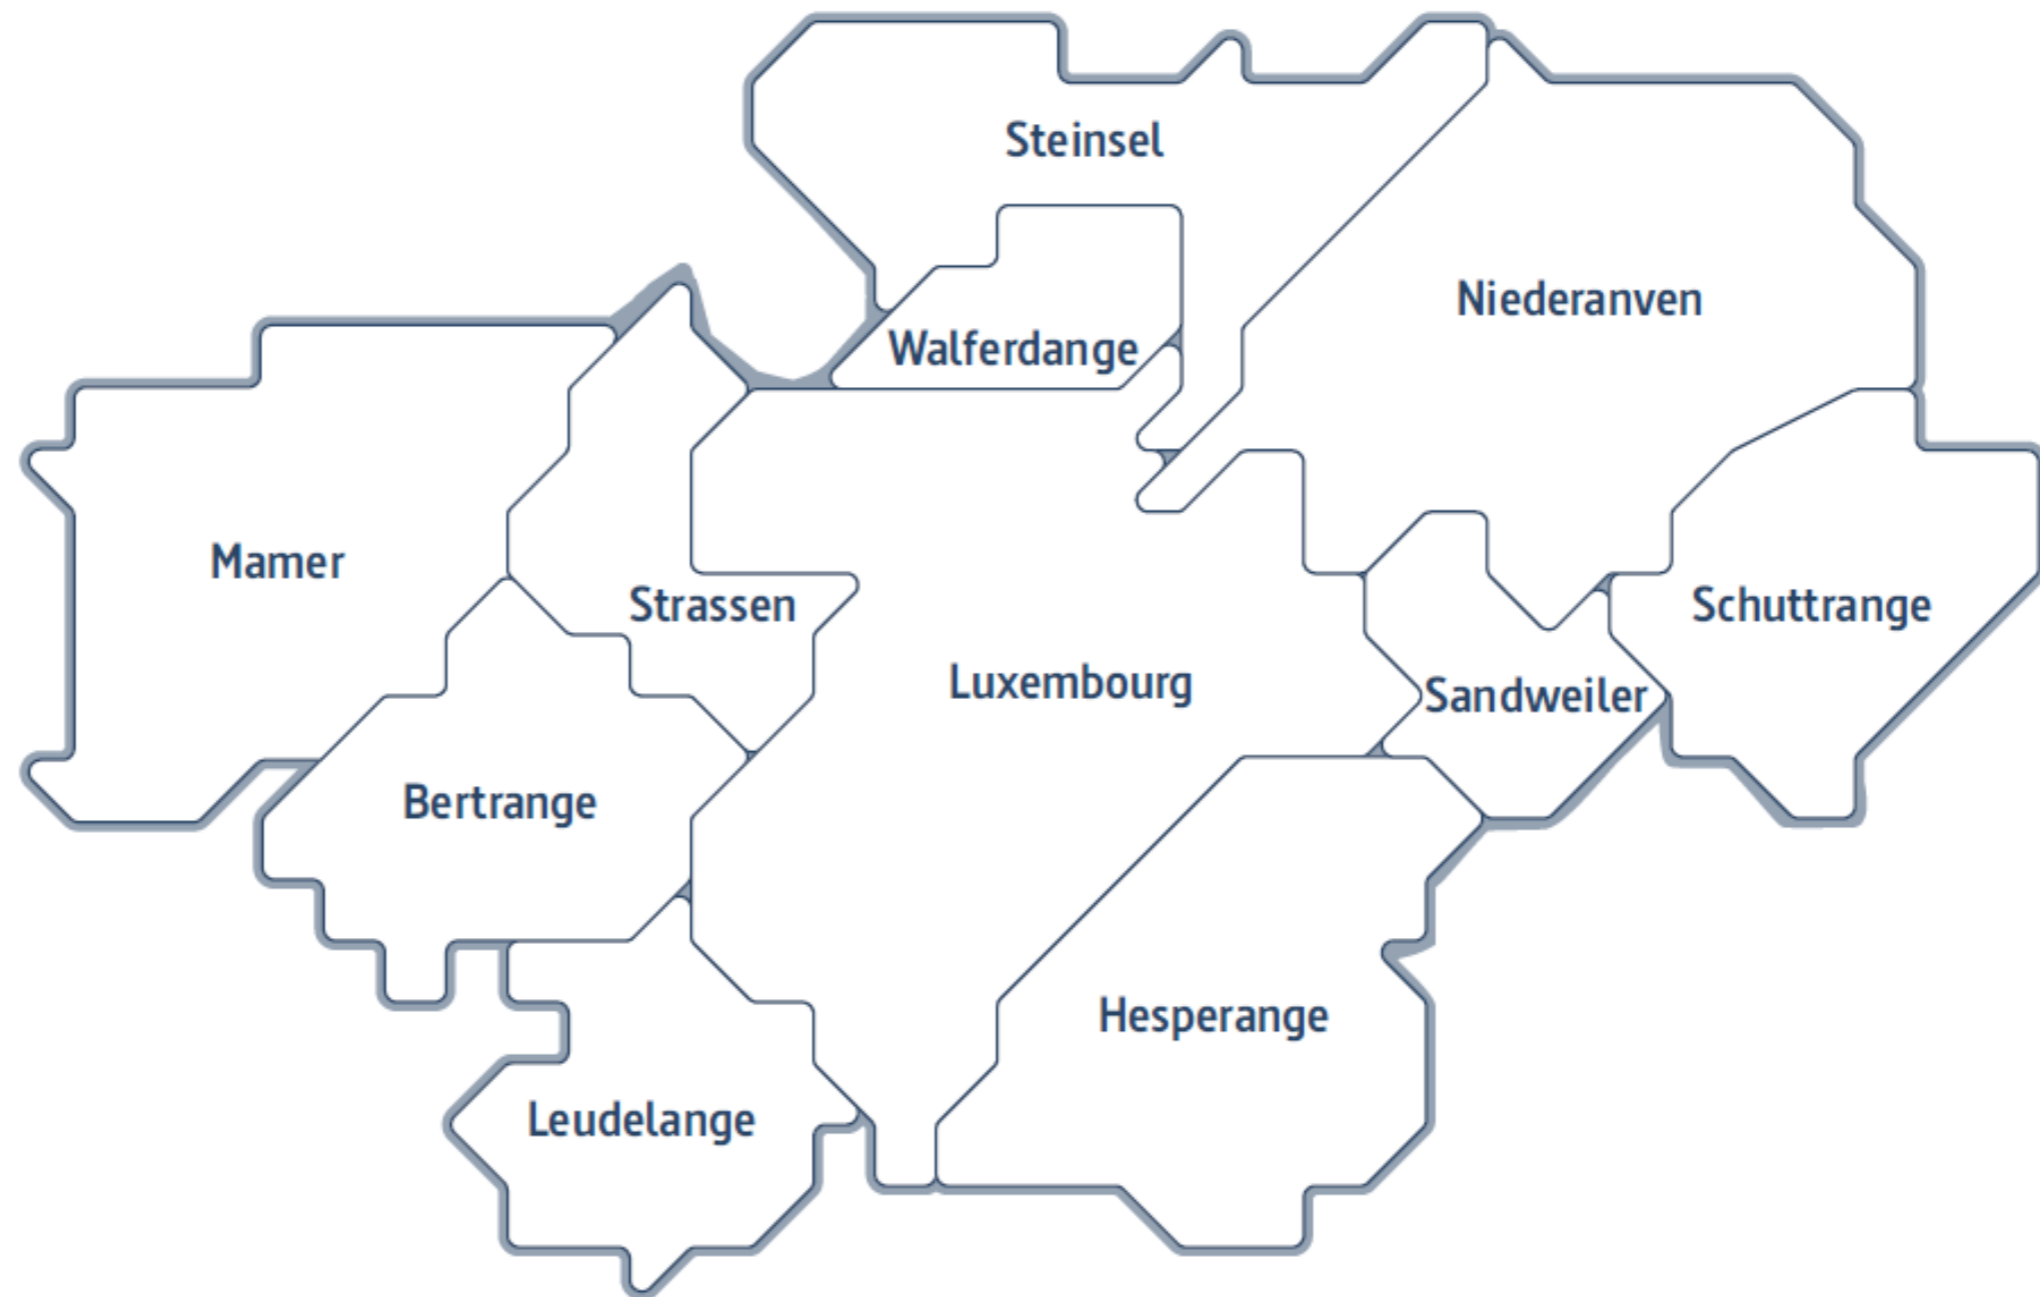 Steinsel
Niederanven
Walferdange
Mamer
Strassen
Schuttrange
Luxembourg
Sandweiler
Bertrange
Hesperange
Leudelange